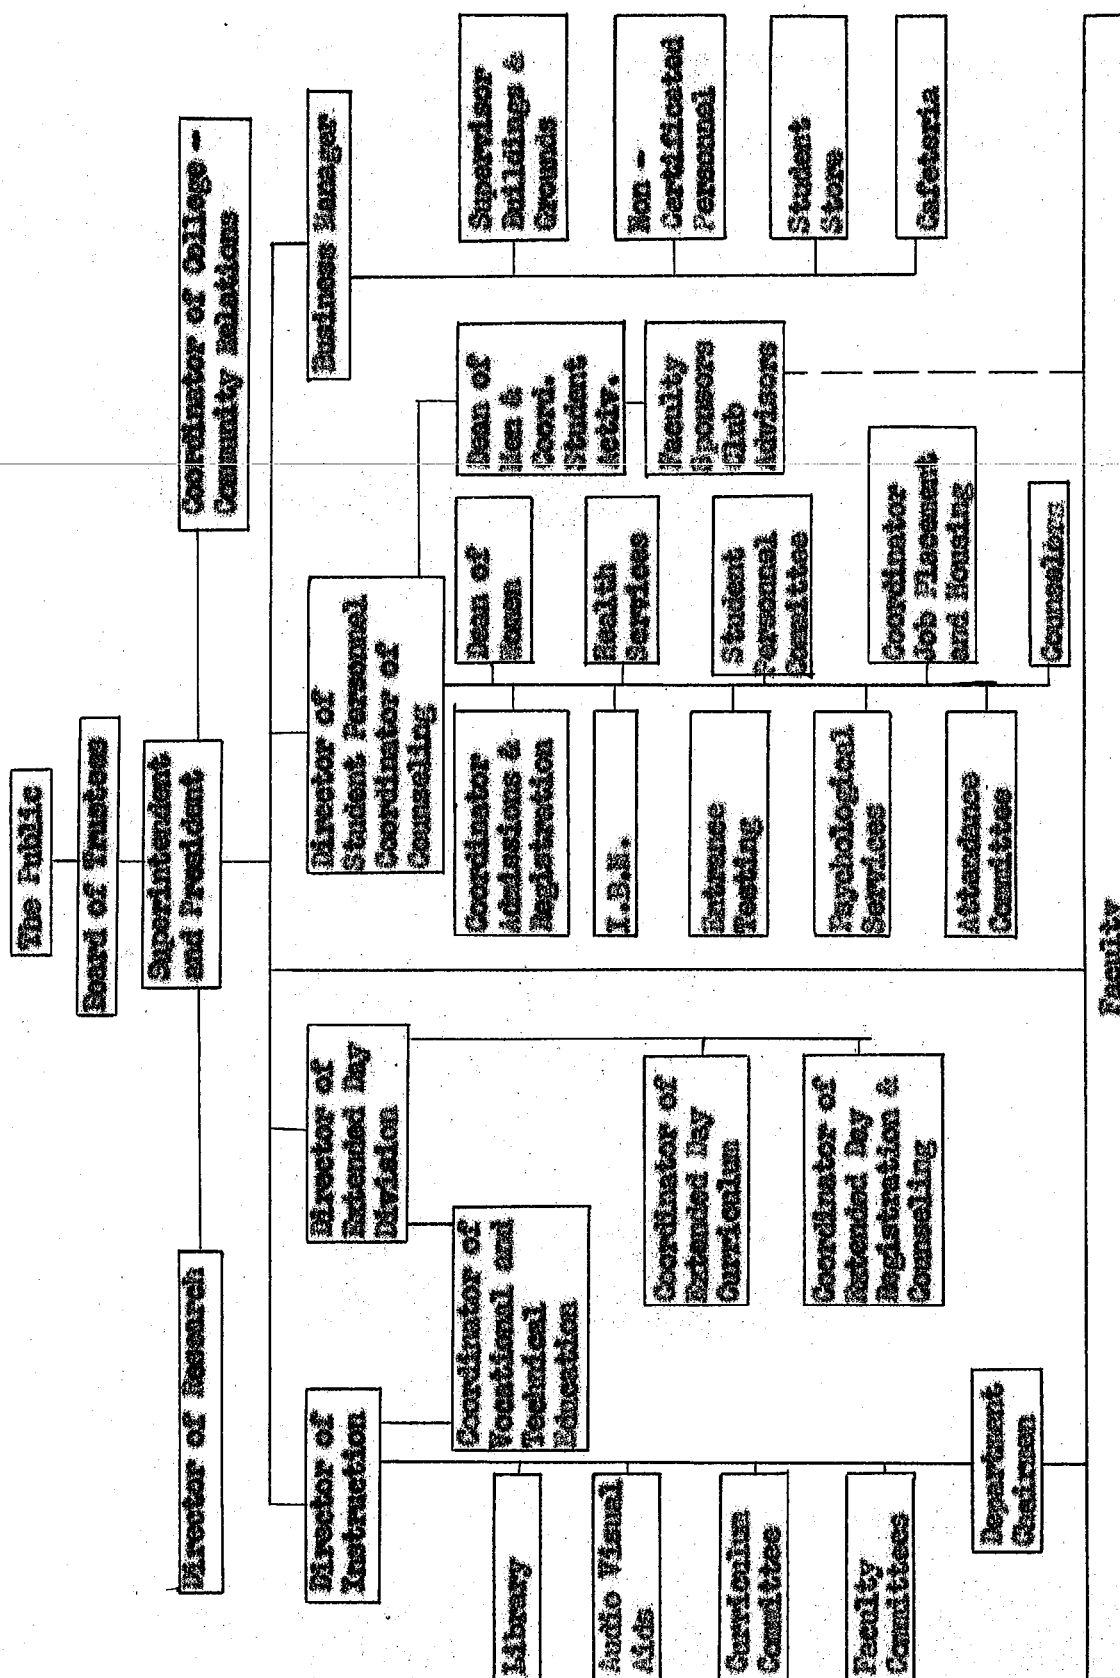 The Public
Board of Trustees
Superintendent
and President
Director of Research
Coordinator of College -
Community Relations
Director of
Instruction
Director of
Extended Day
Division
Director of
Student Personnel
Coordinator of
Counseling
Business Manager
Library
Audio Visual
Aids
Curriculum
Committee
Faculty
Committees
Department
Chairmen
Coordinator of
Vocational and
Technical
Education
Coordinator of
Extended Day
Curriculum
Coordinator of
Extended Day
Registration &
Counseling
Coordinator
Admissions &
Registration
I.B.M.
Entrance
Testing
Psychological
Services
Attendance
Committee
Dean of
Women
Health
Services
Student
Personnel
Committee
Coordinator
Job Placement
and Housing
Counselors
Dean of
Men &
Coord.
Student
Activ.
Faculty
Sponsors
Club
Advisors
Supervisor
Buildings &
Grounds
Non -
Certificated
Personnel
Student
Store
Cafeteria
Faculty